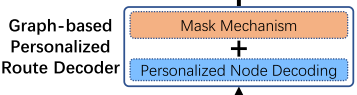 Graph-based
Personalized
Route Decoder
Mask Mechanism
+
Personalized Node Decoding